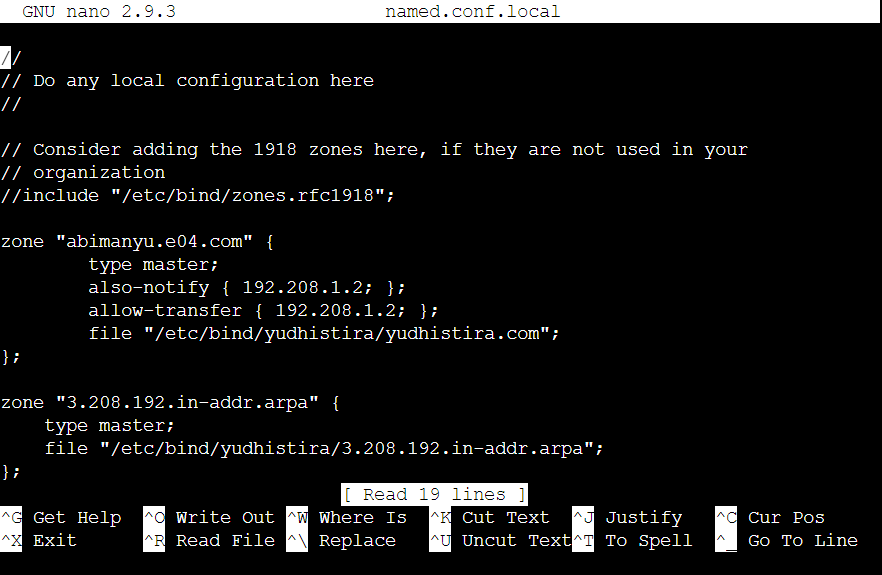 GNU nano 2.9.3 named.conf.local
//
// Do any local configuration here
//
// Consider adding the 1918 zones here, if they are not used in your
// organization
//include "/etc/bind/zones.rfc1918";
zone "abimanyu.e04.com" {
        type master;
        also-notify { 192.208.1.2; };
        allow-transfer { 192.208.1.2; };
        file "/etc/bind/yudhistira/yudhistira.com";
};
zone "3.208.192.in-addr.arpa" {
    type master;
    file "/etc/bind/yudhistira/3.208.192.in-addr.arpa";
};
[ Read 19 lines ]
^G Get Help ^O Write Out ^W Where Is ^K Cut Text ^J Justify ^C Cur Pos
^X Exit ^R Read File ^\ Replace ^U Uncut Text ^T To Spell ^_ Go To Line